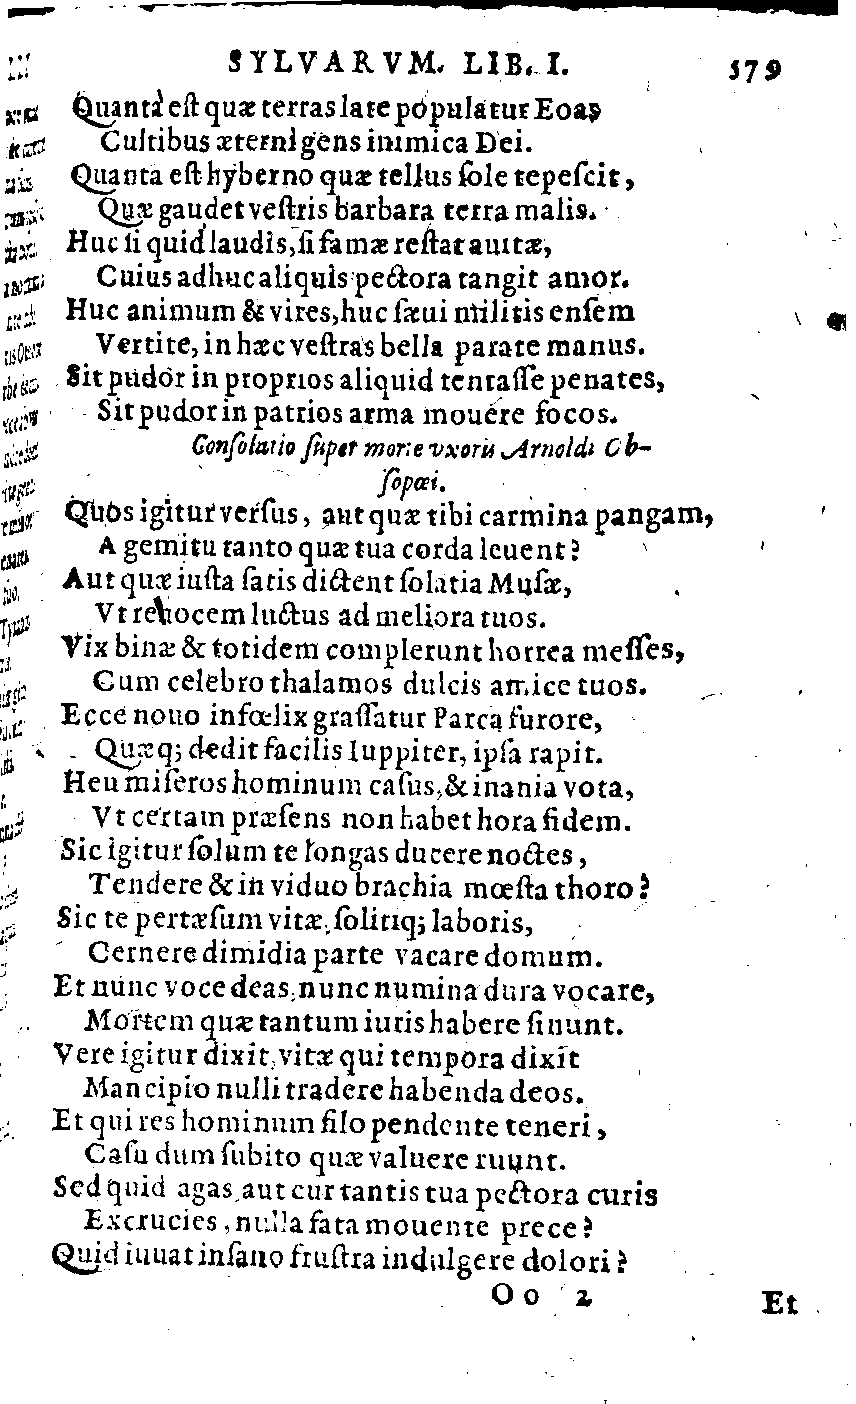 SYLVARVM. LIB. I. 579
Quanta est quæ terras late populatur Eoas
Cultibus æterni gens inimica Dei.
Quanta est hyberno quæ tellus sole tepescit,
Quæ gaudet vestris barbara terra malis.
Huc si quid laudis, si famæ restat auitæ,
Cuius adhuc aliquis pectora tangit amor.
Huc animum & vires, huc sæui militis ensem
Vertite, in hæc vestras bella parate manus.
Sit pudor in proprios aliquid tentasse penates,
Sit pudor in patrios arma mouere focos.
Consolatio super morte vxoris Arnoldi Ob-
sopœi.
Quos igitur versus, aut quæ tibi carmina pangam,
A gemitu tanto quæ tua corda leuent?
Aut quæ iusta satis dictent solatia Musæ,
Vt reuocem luctus ad meliora tuos.
Vix binæ & totidem complerunt horrea messes,
Cum celebro thalamos dulcis amice tuos.
Ecce nouo infœlix grassatur Parca furore,
Quæq; dedit facilis Iuppiter, ipsa rapit.
Heu miseros hominum casus, & inania vota,
Vt certam præsens non habet hora fidem.
Sic igitur solum te longas ducere noctes,
Tendere & in viduo brachia mœsta thoro?
Sic te pertæsum vitæ, solitiq; laboris,
Cernere dimidia parte vacare domum.
Et nunc voce deas, nunc numina dura vocare,
Mortem quæ tantum iuris habere sinunt.
Vere igitur dixit, vitæ qui tempora dixit
Mancipio nulli tradere habenda deos.
Et qui res hominum filo pendente teneri,
Casu dum subito quæ valuere ruunt.
Sed quid agas, aut cur tantis tua pectora curis
Excrucies, nulla fata mouente prece?
Quid iuuat insano frustra indulgere dolori?
Oo 2 Et